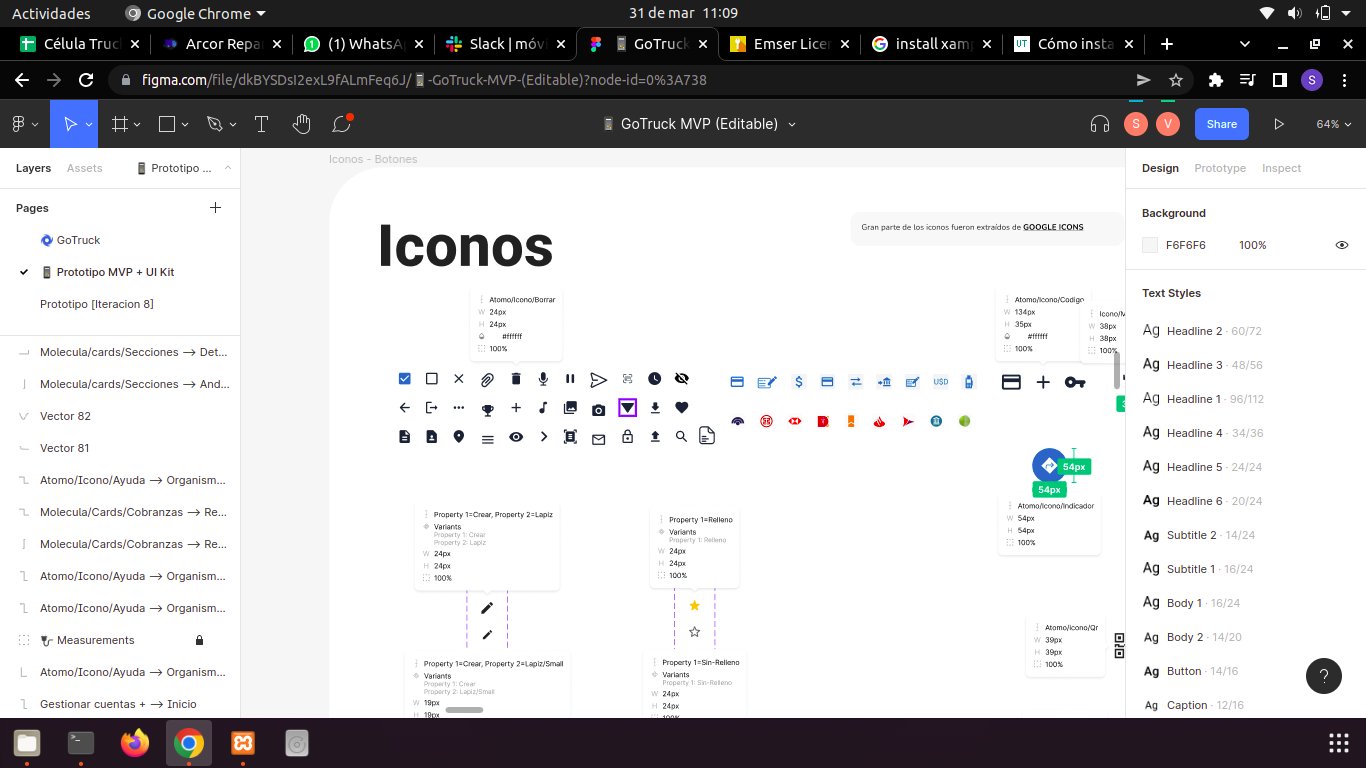 Actividades
Google Chrome
31 de mar 11:09
Célula Truc
Arcor Repa
(1) WhatsA
Slack | móv
GoTruck
Emser Licer
install xam
UT
Cómo insta
figma.com/file/dkBYSDsI2exL9fALmFeq6J/📱-GoTruck-MVP-(Editable)?node-id=0%3A738
S
GoTruck MVP (Editable)
S
V
Share
64%
Layers
Assets
Prototipo ...
Pages
GoTruck
Prototipo MVP + UI Kit
Prototipo [Iteracion 8]
Molecula/cards/Secciones --> Det...
Molecula/cards/Secciones --> And...
Vector 82
Vector 81
Atomo/Icono/Ayuda --> Organism...
Molecula/Cards/Cobranzas --> Re...
Molecula/Cards/Cobranzas --> Re...
Atomo/Icono/Ayuda --> Organism...
Atomo/Icono/Ayuda --> Organism...
Measurements
Atomo/Icono/Ayuda --> Organism...
Gestionar cuentas + --> Inicio
Iconos - Botones
Iconos
Gran parte de los iconos fueron extraídos de GOOGLE ICONS
Atomo/Icono/Borrar
W 24px
H 24px
#ffffff
100%
Atomo/Icono/Codigo
W 134px
H 35px
#ffffff
100%
Icono/M
W 38px
H 38px
100%
USD
54px
54px
Atomo/Icono/Indicador
W 54px
H 54px
100%
Property 1=Crear, Property 2=Lapiz
Variants
Property 1: Crear
Property 2: Lapiz
W 24px
H 24px
100%
Property 1=Relleno
Variants
Property 1: Relleno
W 24px
H 24px
100%
Property 1=Crear, Property 2=Lapiz/Small
Variants
Property 1: Crear
Property 2: Lapiz/Small
W 19px
H 19px
Property 1=Sin-Relleno
Variants
Property 1: Sin-Relleno
W 24px
H 24px
100%
Atomo/icono/Qr
W 39px
H 39px
100%
Design
Prototype
Inspect
Background
F6F6F6
100%
Text Styles
Ag Headline 2 · 60/72
Ag Headline 3 · 48/56
Ag Headline 1 · 96/112
Ag Headline 4 · 34/36
Ag Headline 5 · 24/24
Ag Headline 6 · 20/24
Ag Subtitle 2 · 14/24
Ag Subtitle 1 · 16/24
Ag Body 1 · 16/24
Ag Body 2 · 14/20
Ag Button · 14/16
Ag Caption · 12/16
?